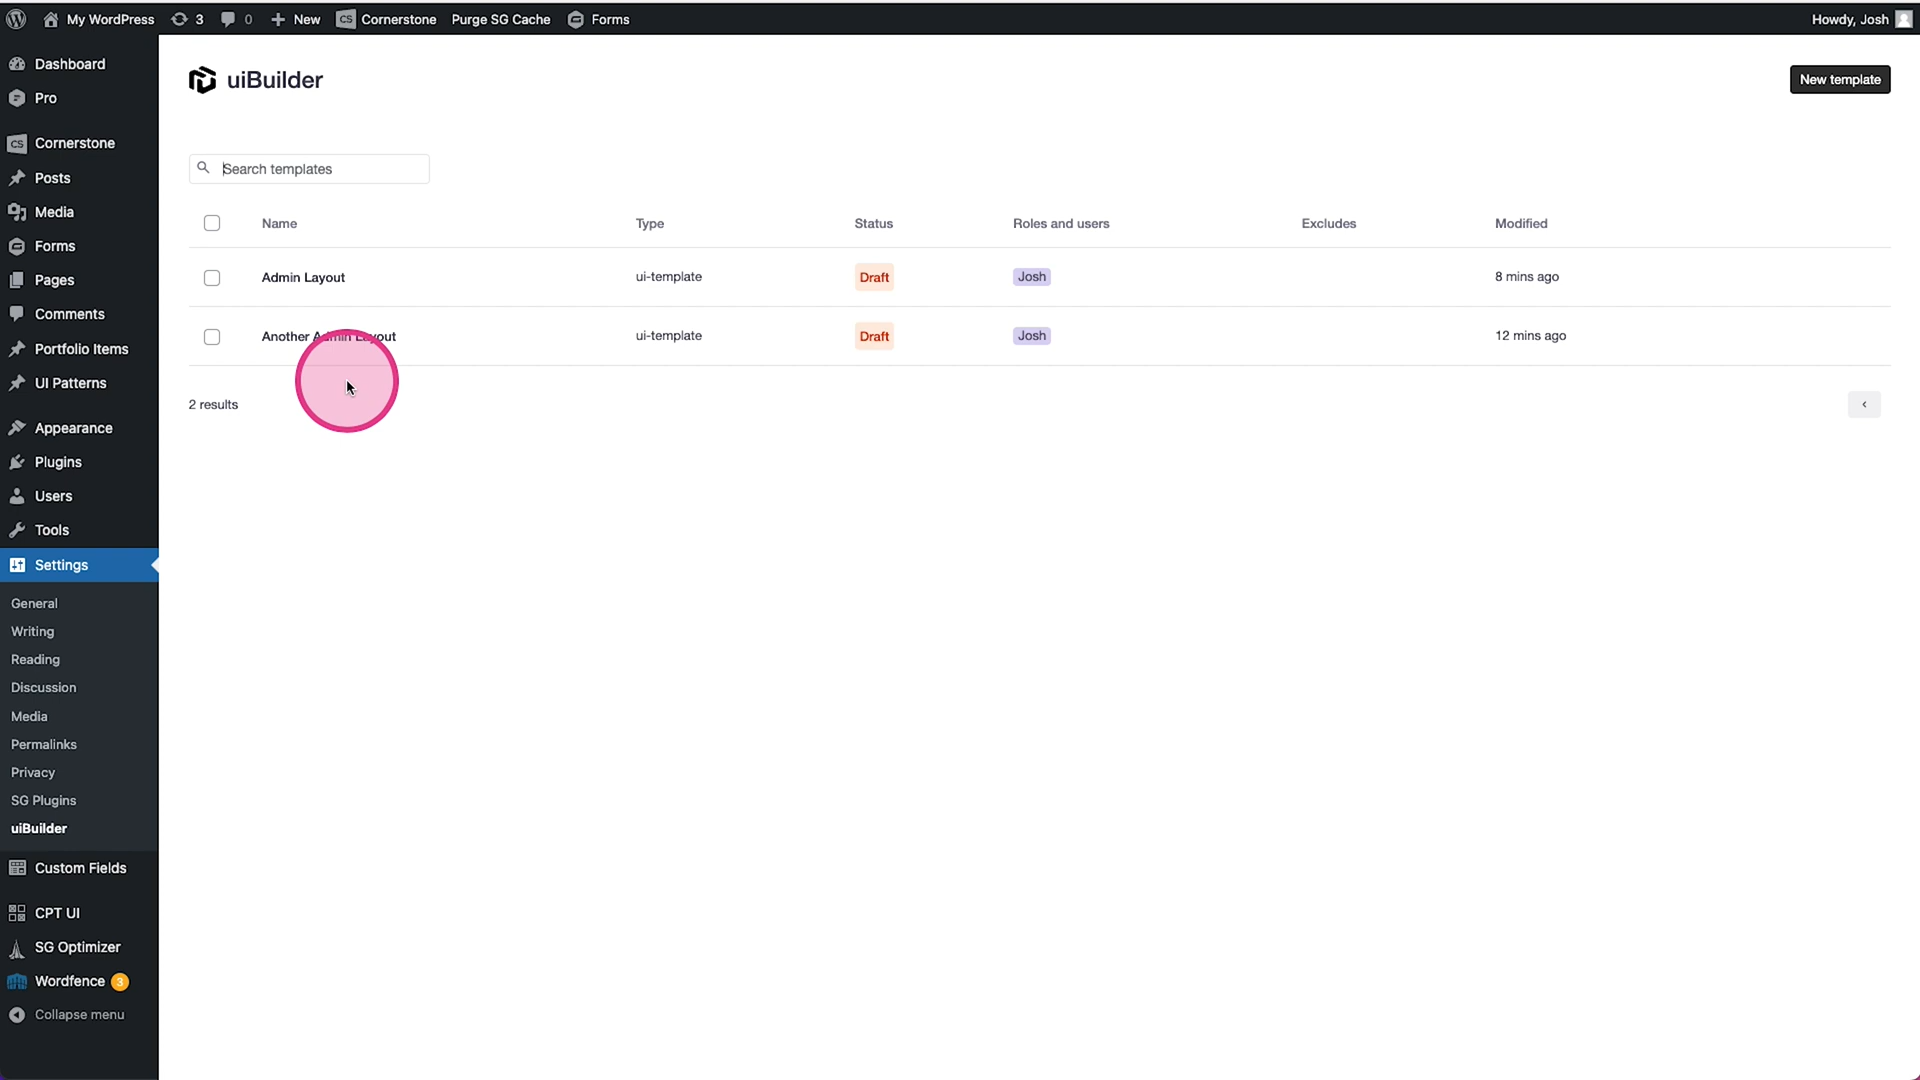 My WordPress 3 0 New CS Cornerstone Purge SG Cache Forms Howdy, Josh
Dashboard
Pro
CS Cornerstone
Posts
Media
Forms
Pages
Comments
Portfolio Items
UI Patterns
Appearance
Plugins
Users
Tools
Settings
General
Writing
Reading
Discussion
Media
Permalinks
Privacy
SG Plugins
uiBuilder
Custom Fields
CPT UI
SG Optimizer
Wordfence 3
Collapse menu
uiBuilder
New template
Search templates
Name Type Status Roles and users Excludes Modified
Admin Layout ui-template Draft Josh 8 mins ago
Another Admin Layout ui-template Draft Josh 12 mins ago
2 results